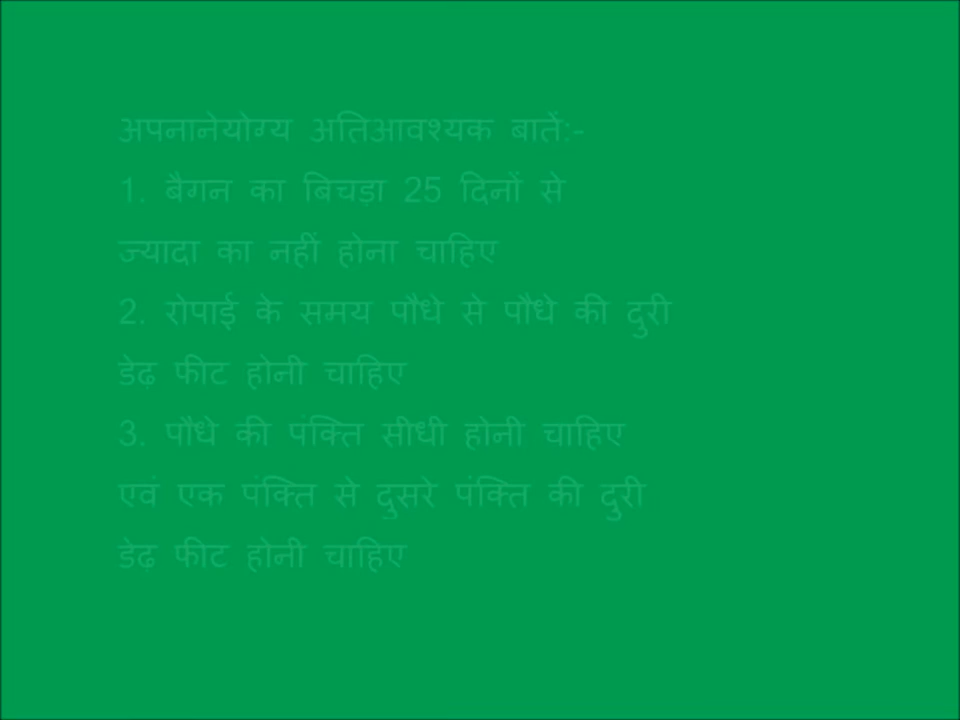 अपनानेयोग्य अतिआवश्यक बातें:-
1. बैगन का बिचड़ा 25 दिनों से
ज्यादा का नहीं होना चाहिए
2. रोपाई के समय पौधे से पौधे की दुरी
डेढ़ फीट होनी चाहिए
3. पौधे की पंक्ति सीधी होनी चाहिए
एवं एक पंक्ति से दुसरे पंक्ति की दुरी
डेढ़ फीट होनी चाहिए